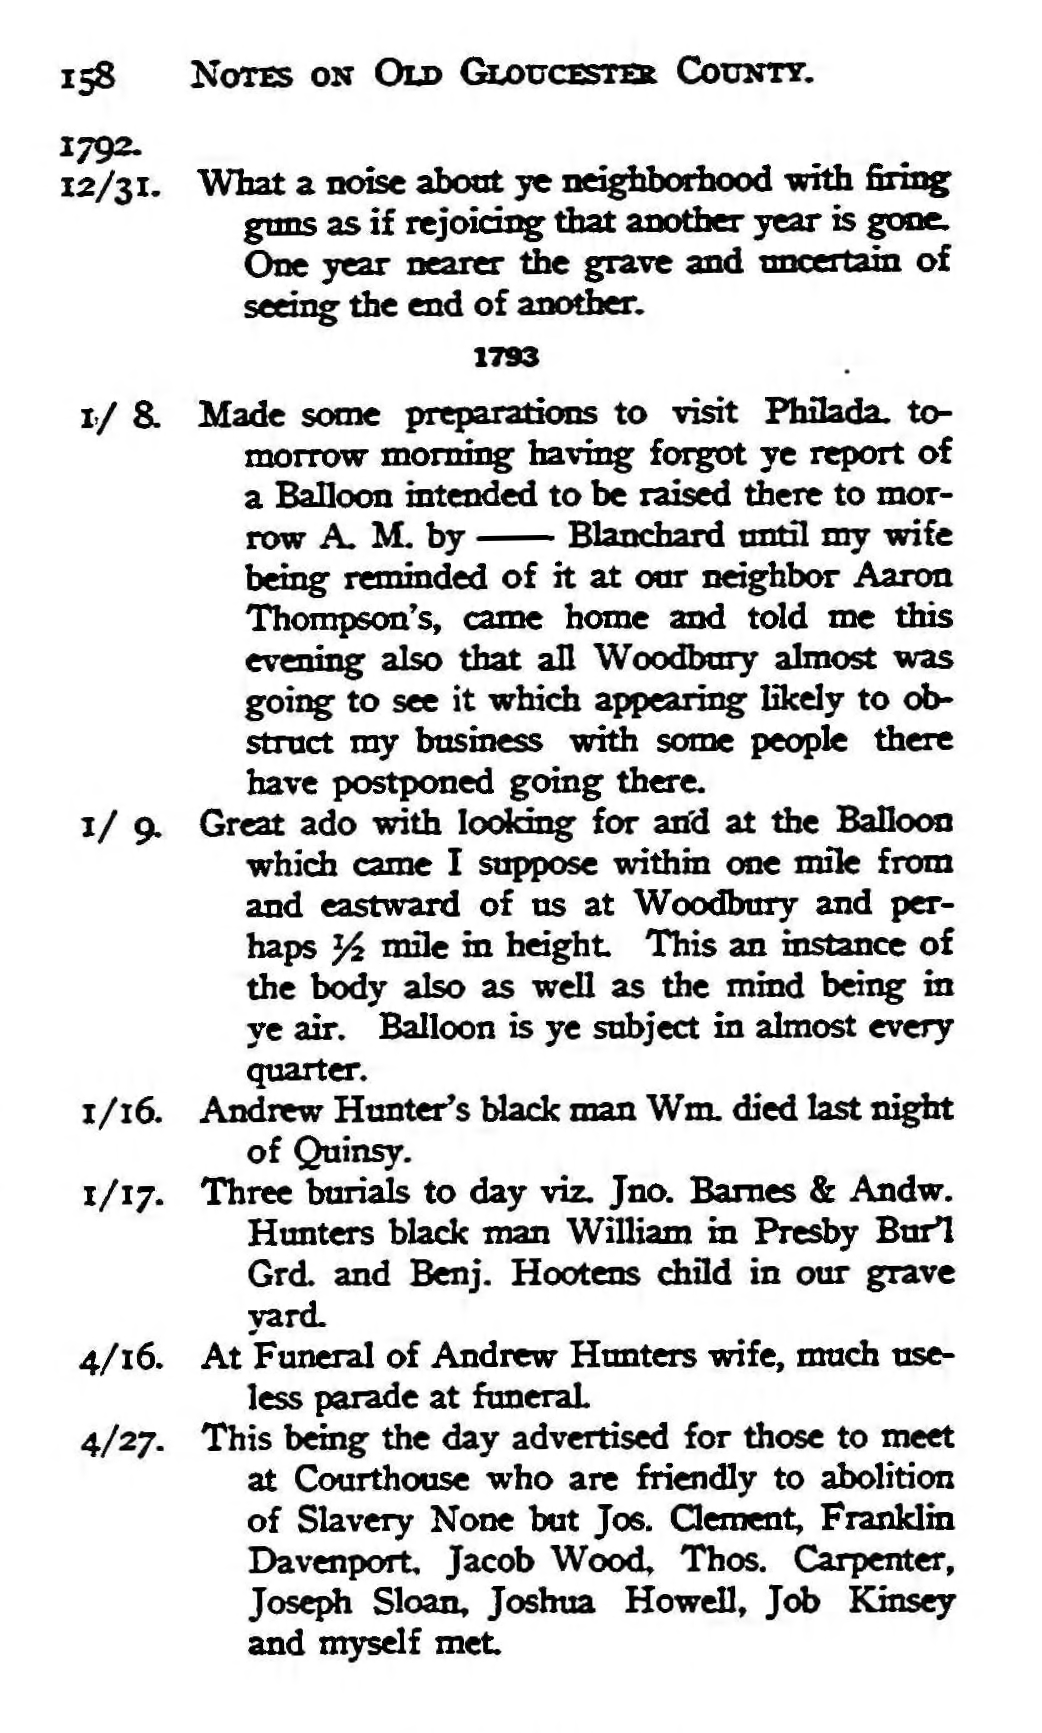 158 NOTES ON OLD GLOUCESTER COUNTY.
1792.
12/31. What a noise about ye neighborhood with firing
guns as if rejoicing that another year is gone.
One year nearer the grave and uncertain of
seeing the end of another.
1793
1/ 8. Made some preparations to visit Philada. to-
morrow morning having forgot ye report of
a Balloon intended to be raised there to mor-
row A. M. by —— Blanchard until my wife
being reminded of it at our neighbor Aaron
Thompson's, came home and told me this
evening also that all Woodbury almost was
going to see it which appearing likely to ob-
struct my business with some people there
have postponed going there.
1/ 9. Great ado with looking for and at the Balloon
which came I suppose within one mile from
and eastward of us at Woodbury and per-
haps ½ mile in height. This an instance of
the body also as well as the mind being in
ye air. Balloon is ye subject in almost every
quarter.
1/16. Andrew Hunter's black man Wm. died last night
of Quinsy.
1/17. Three burials to day viz. Jno. Barnes & Andw.
Hunters black man William in Presby Bur'l
Grd. and Benj. Hootens child in our grave
yard.
4/16. At Funeral of Andrew Hunters wife, much use-
less parade at funeral.
4/27. This being the day advertised for those to meet
at Courthouse who are friendly to abolition
of Slavery None but Jos. Clement, Franklin
Davenport, Jacob Wood, Thos. Carpenter,
Joseph Sloan, Joshua Howell, Job Kinsey
and myself met.